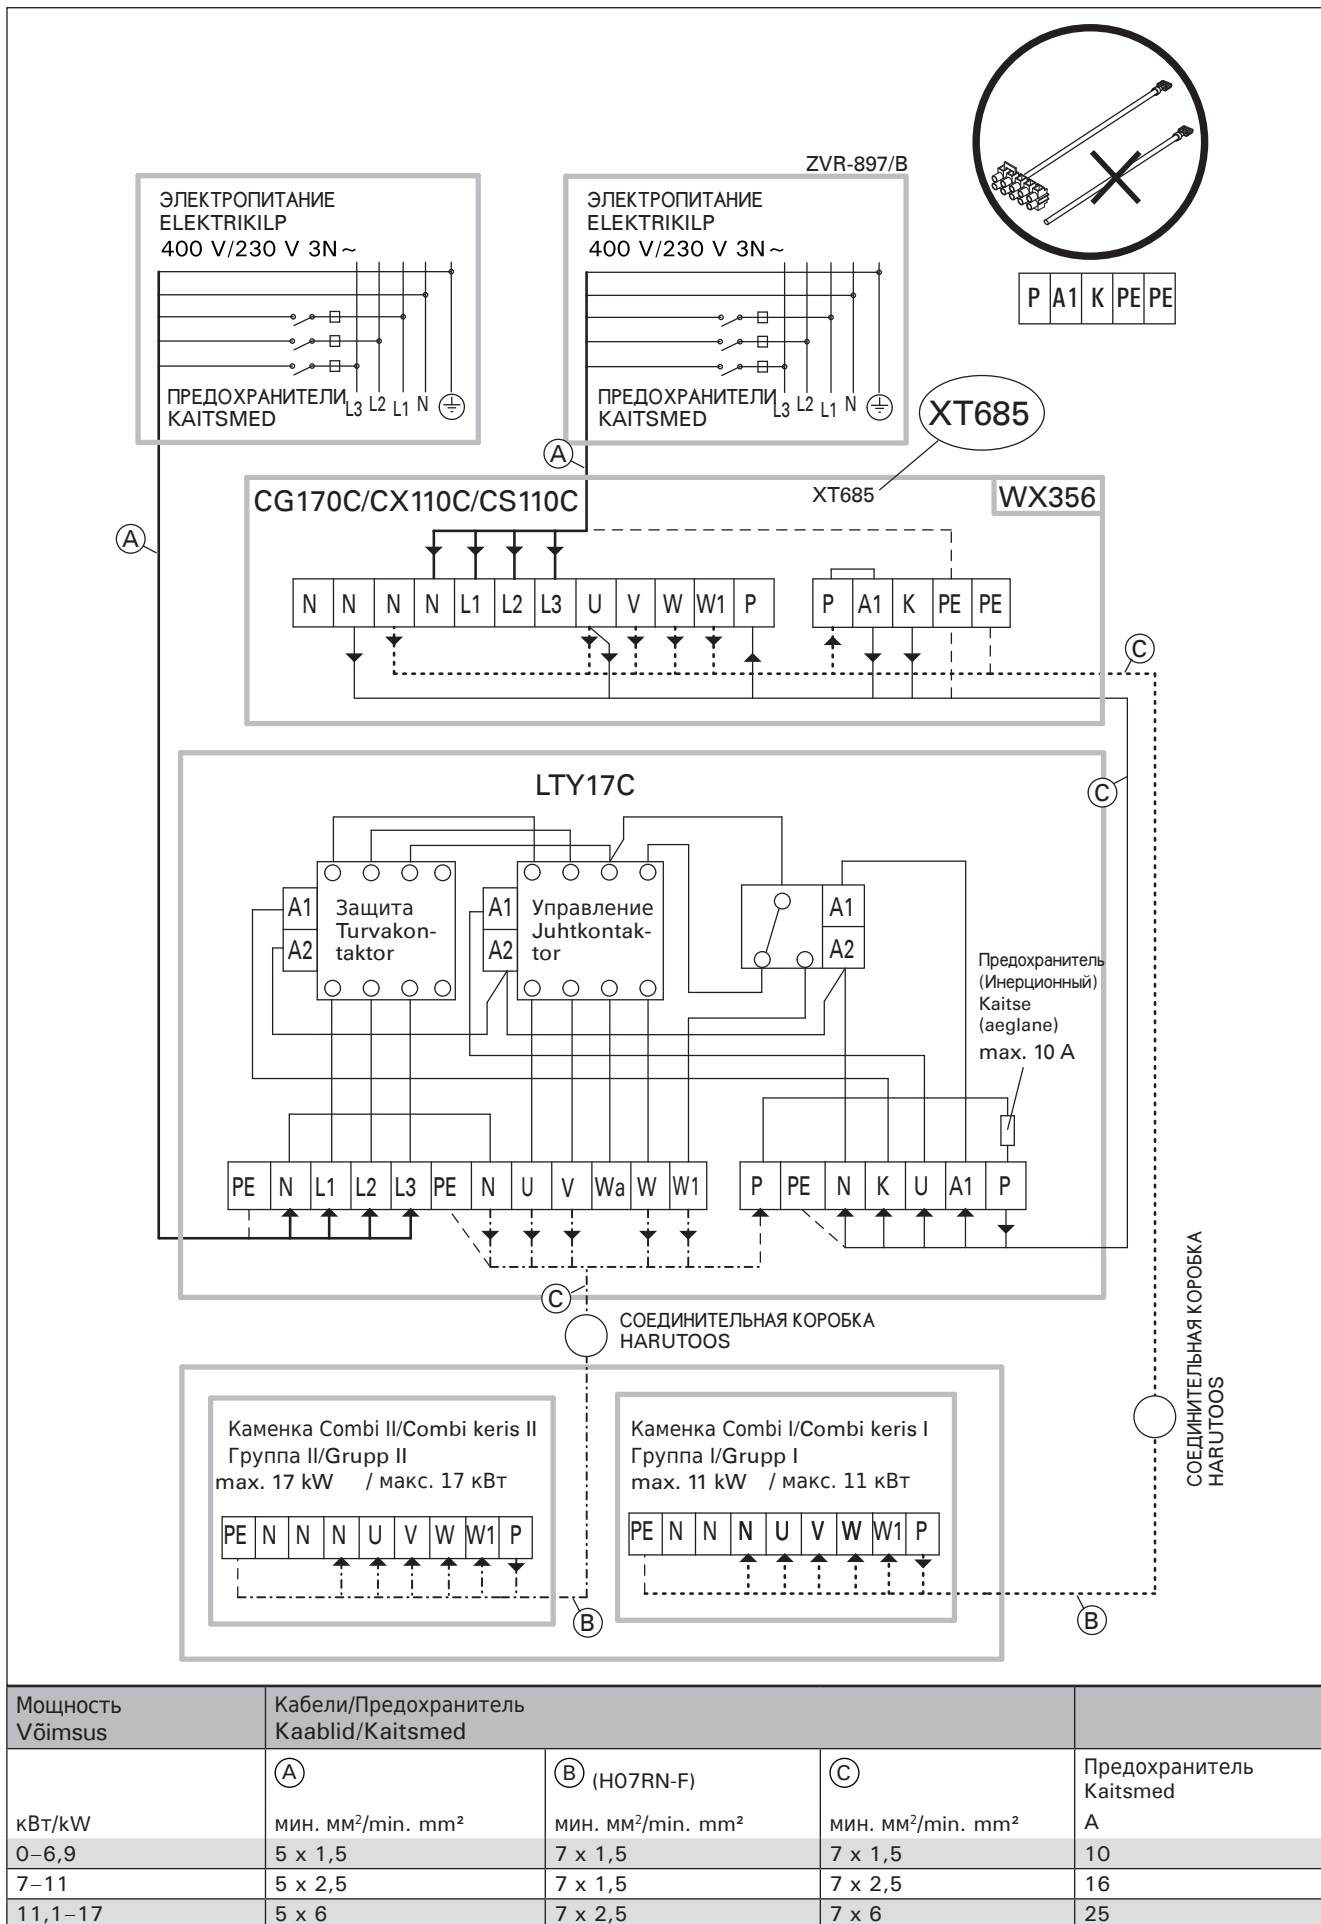 ZVR-897/B
ЭЛЕКТРОПИТАНИЕ
ELEKTRIKILP
400 V/230 V 3N~
ПРЕДОХРАНИТЕЛИ
KAITSMED
L3 L2 L1 N
ЭЛЕКТРОПИТАНИЕ
ELEKTRIKILP
400 V/230 V 3N~
ПРЕДОХРАНИТЕЛИ
KAITSMED
L3 L2 L1 N
P A1 K PE PE
XT685
A
A
CG170C/CX110C/CS110C
XT685
WX356
N N N N L1 L2 L3 U V W W1 P
P A1 K PE PE
C
C
LTY17C
A1
A2
Защита
Turvakon-
taktor
A1
A2
Управление
Juhtkontak-
tor
A1
A2
Предохранитель
(Инерционный)
Kaitse
(aeglane)
max. 10 A
PE N L1 L2 L3 PE N U V Wa W W1
P PE N K U A1 P
C
СОЕДИНИТЕЛЬНАЯ КОРОБКА
HARUTOOS
СОЕДИНИТЕЛЬНАЯ КОРОБКА
HARUTOOS
Каменка Combi II/Combi keris II
Группа II/Grupp II
max. 17 kW / макс. 17 кВт
PE N N N U V W W1 P
B
Каменка Combi I/Combi keris I
Группа I/Grupp I
max. 11 kW / макс. 11 кВт
PE N N N U V W W1 P
B
Мощность
Võimsus
Кабели/Предохранитель
Kaablid/Kaitsmed
A
B (H07RN-F)
C
Предохранитель
Kaitsmed
кВт/kW мин. мм²/min. mm² мин. мм²/min. mm² мин. мм²/min. mm² A
0–6,9 5 x 1,5 7 x 1,5 7 x 1,5 10
7–11 5 x 2,5 7 x 1,5 7 x 2,5 16
11,1–17 5 x 6 7 x 2,5 7 x 6 25